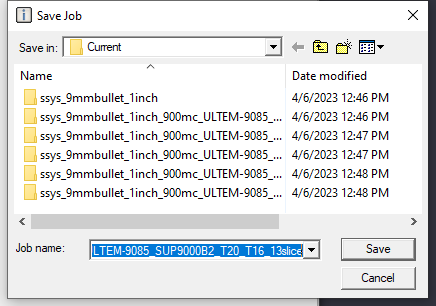 Save Job
Save in: Current
Name Date modified
ssys_9mmbullet_1inch 4/6/2023 12:46 PM
ssys_9mmbullet_1inch_900mc_ULTEM-9085_... 4/6/2023 12:46 PM
ssys_9mmbullet_1inch_900mc_ULTEM-9085_... 4/6/2023 12:47 PM
ssys_9mmbullet_1inch_900mc_ULTEM-9085_... 4/6/2023 12:47 PM
ssys_9mmbullet_1inch_900mc_ULTEM-9085_... 4/6/2023 12:48 PM
ssys_9mmbullet_1inch_900mc_ULTEM-9085_... 4/6/2023 12:48 PM
Job name: LTEM-9085_SUP9000B2_T20_T16_13slice Save
Cancel